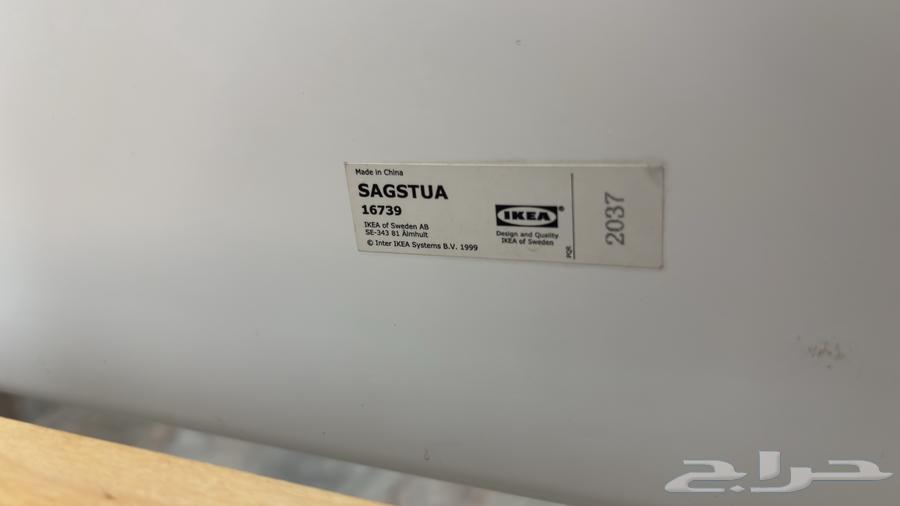 Made in China
SAGSTUA
16739
IKEA of Sweden AB
SE-343 81 Älmhult
© Inter IKEA Systems B.V. 1999
IKEA®
Design and Quality
IKEA of Sweden
PQR
2037
حراج